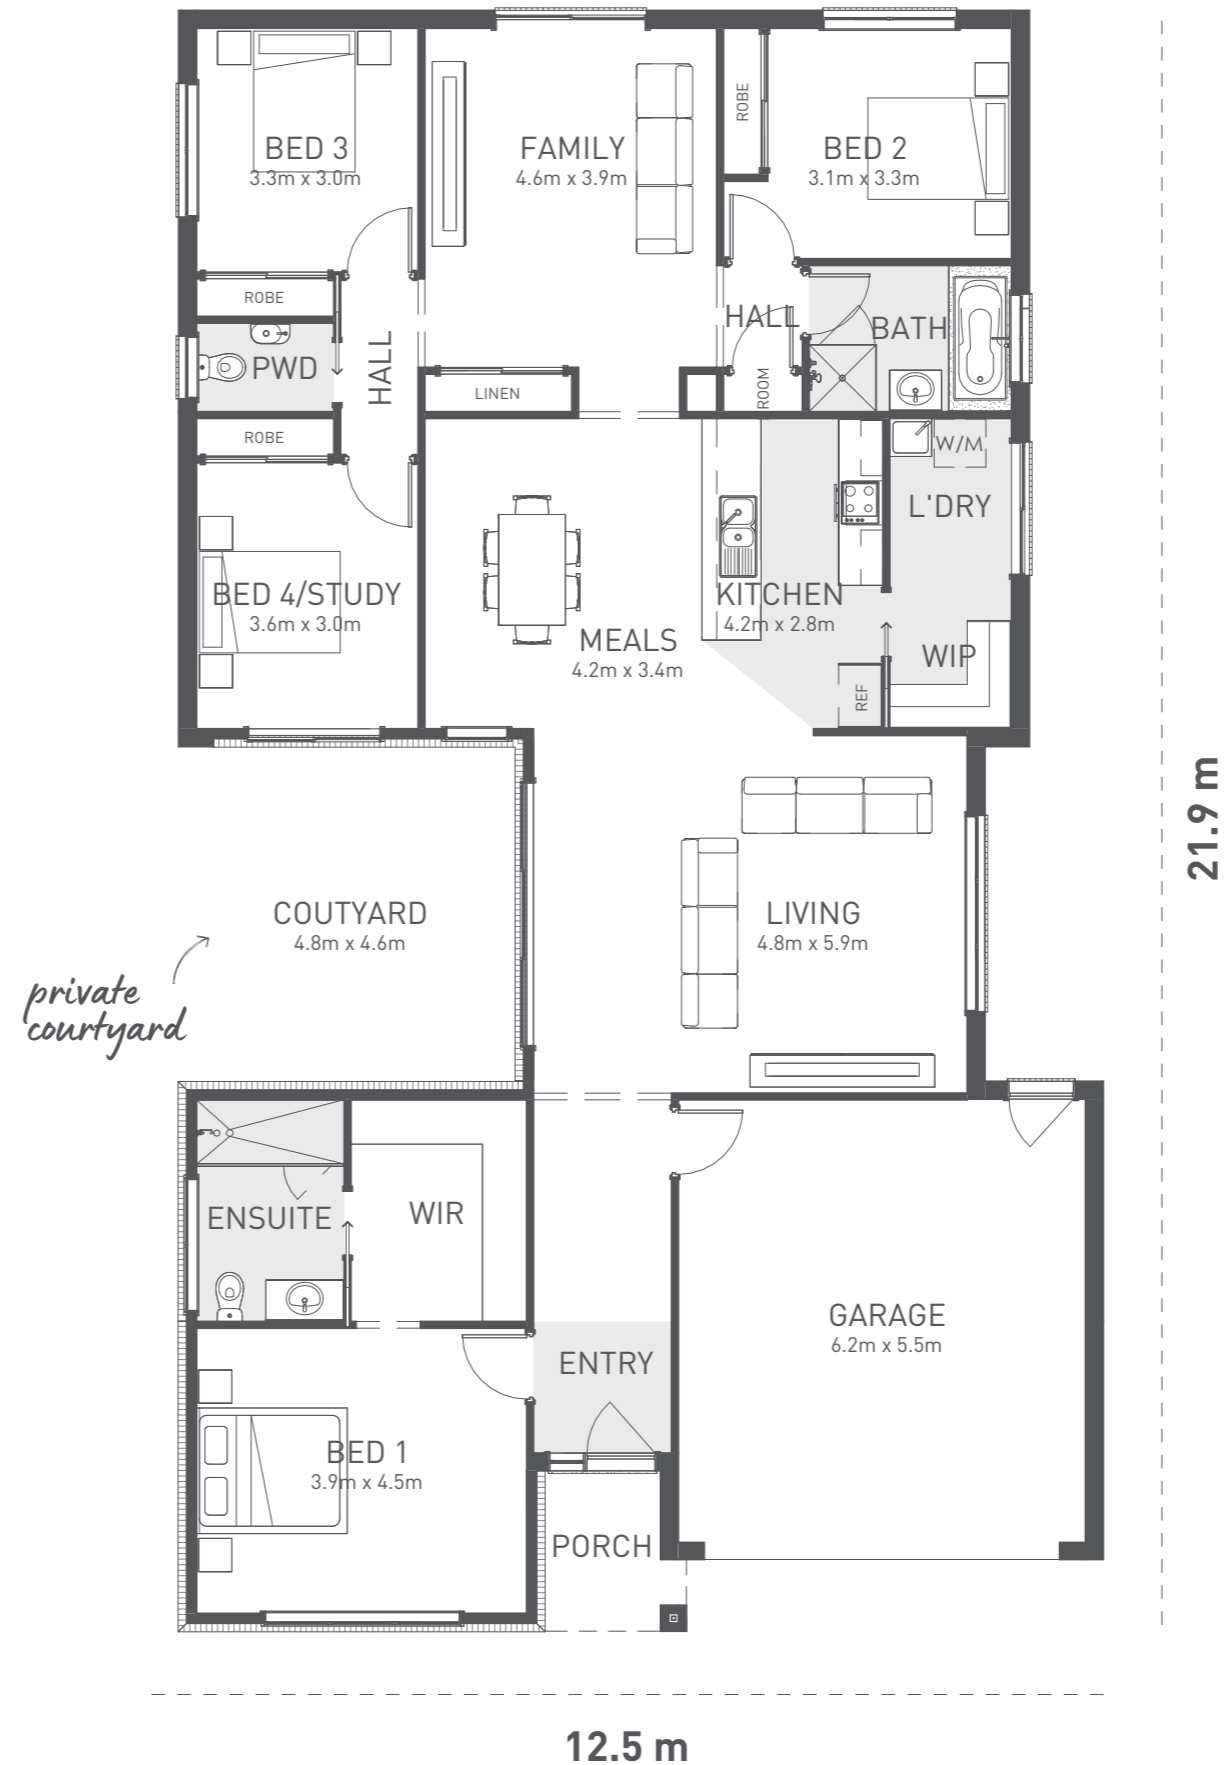 BED 3
3.3m x 3.0m
FAMILY
4.6m x 3.9m
ROBE
BED 2
3.1m x 3.3m
ROBE
PWD
HALL
LINEN
HALL
ROOM
BATH
ROBE
W/M
L'DRY
BED 4/STUDY
3.6m x 3.0m
MEALS
4.2m x 3.4m
KITCHEN
4.2m x 2.8m
WIP
REF
21.9 m
COUTYARD
4.8m x 4.6m
LIVING
4.8m x 5.9m
private
courtyard
ENSUITE
WIR
GARAGE
6.2m x 5.5m
ENTRY
BED 1
3.9m x 4.5m
PORCH
12.5 m